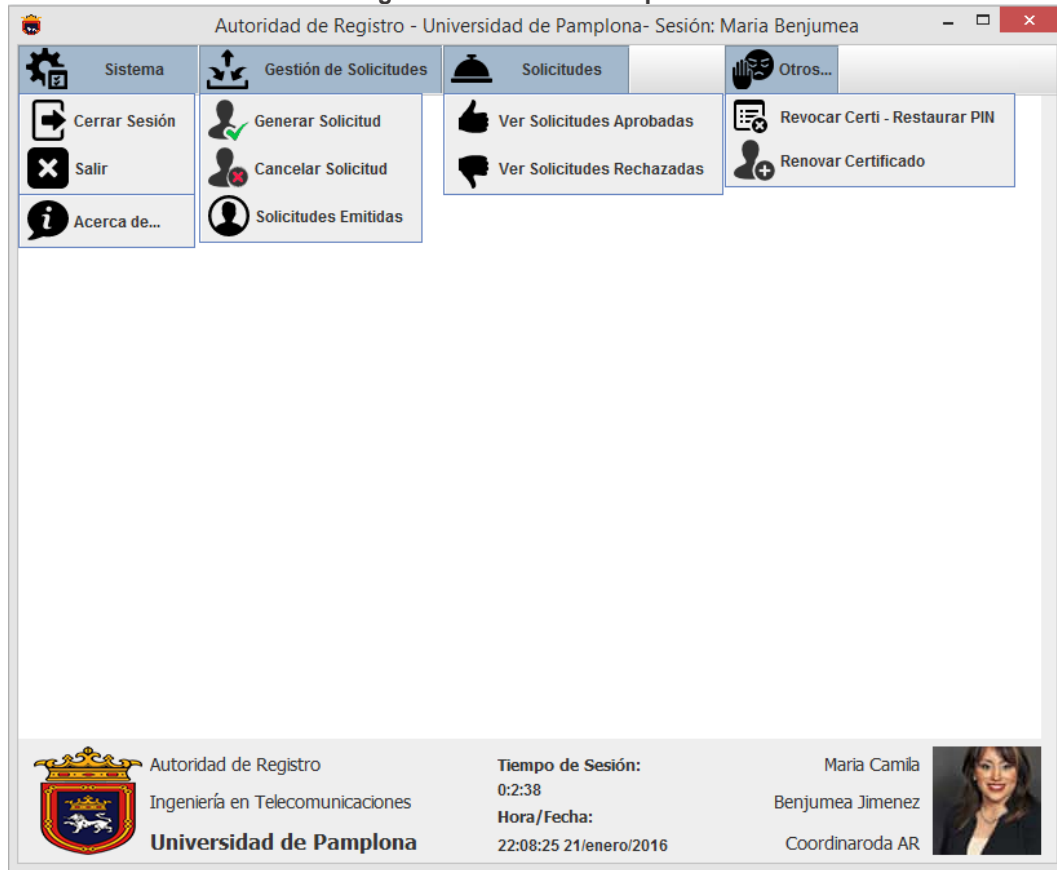 Autoridad de Registro - Universidad de Pamplona- Sesión: Maria Benjumea
Sistema
Gestión de Solicitudes
Solicitudes
Otros...
Cerrar Sesión
Salir
Acerca de...
Generar Solicitud
Cancelar Solicitud
Solicitudes Emitidas
Ver Solicitudes Aprobadas
Ver Solicitudes Rechazadas
Revocar Certi - Restaurar PIN
Renovar Certificado
Autoridad de Registro
Ingeniería en Telecomunicaciones
Universidad de Pamplona
Tiempo de Sesión:
0:2:38
Hora/Fecha:
22:08:25 21/enero/2016
Maria Camila
Benjumea Jimenez
Coordinaroda AR